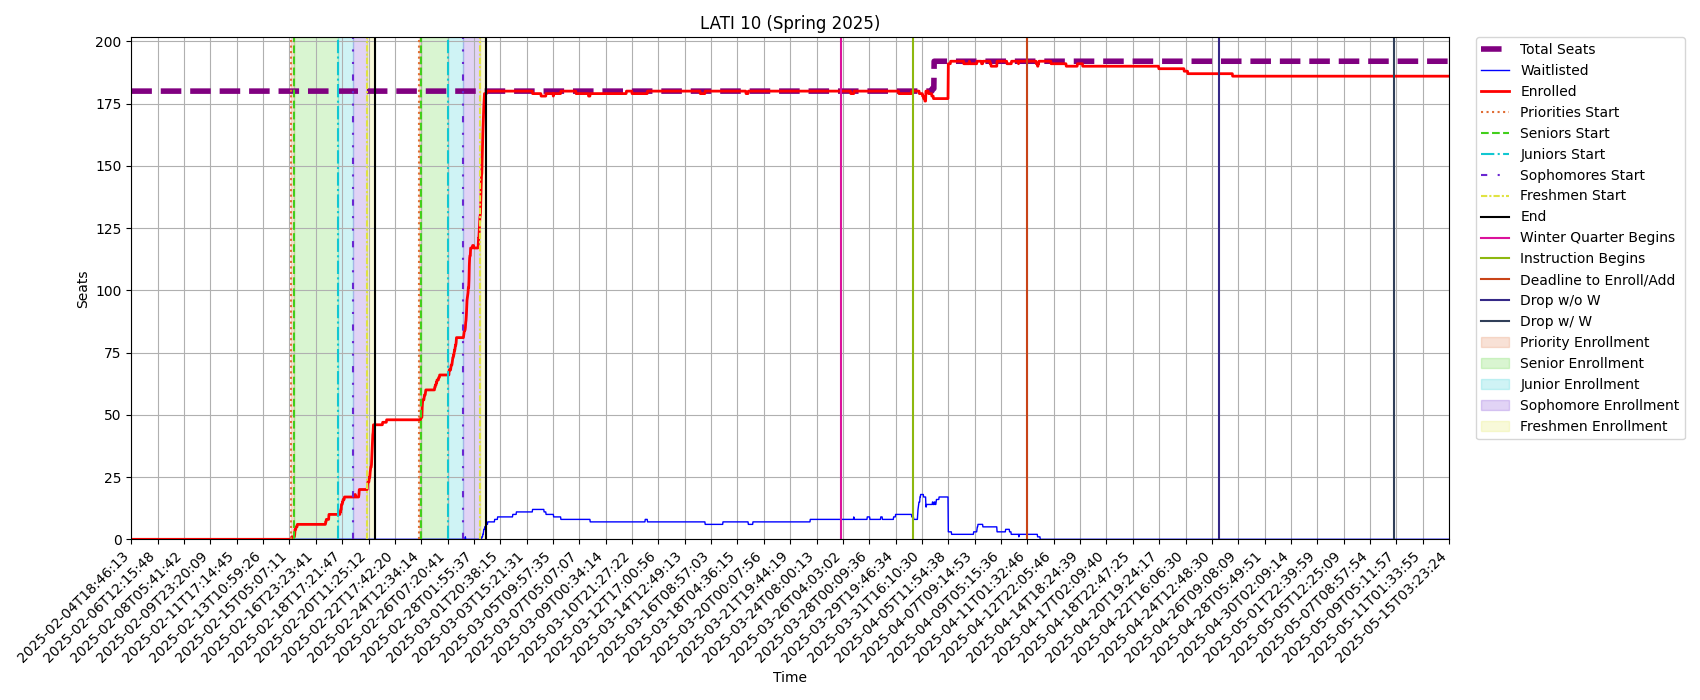 LATI 10 (Spring 2025)
Seats
200
175
150
125
100
75
50
25
0
2025-02-04T18:46:13
2025-02-06T12:15:48
2025-02-08T05:41:42
2025-02-09T23:20:09
2025-02-11T17:14:45
2025-02-13T10:59:26
2025-02-15T05:07:11
2025-02-16T23:23:41
2025-02-18T17:21:47
2025-02-20T11:25:12
2025-02-22T17:42:20
2025-02-24T12:34:14
2025-02-26T07:20:41
2025-02-28T01:55:37
2025-03-01T20:38:15
2025-03-03T15:21:31
2025-03-05T09:57:35
2025-03-07T05:07:07
2025-03-09T00:34:14
2025-03-10T21:27:22
2025-03-12T17:00:56
2025-03-14T12:49:13
2025-03-16T08:57:03
2025-03-18T04:36:15
2025-03-20T00:07:56
2025-03-21T19:44:19
2025-03-24T08:00:13
2025-03-26T04:03:02
2025-03-28T00:09:36
2025-03-29T19:46:34
2025-03-31T16:10:30
2025-04-05T11:54:38
2025-04-07T09:14:53
2025-04-09T05:15:36
2025-04-11T01:32:46
2025-04-12T22:05:46
2025-04-14T18:24:39
2025-04-17T02:09:40
2025-04-18T22:47:25
2025-04-20T19:24:17
2025-04-22T16:06:30
2025-04-24T12:48:30
2025-04-26T09:08:09
2025-04-28T05:49:51
2025-04-30T02:09:14
2025-05-01T22:39:59
2025-05-05T12:25:09
2025-05-07T08:57:54
2025-05-09T05:11:57
2025-05-11T01:33:55
2025-05-15T03:23:24
Time
Total Seats
Waitlisted
Enrolled
Priorities Start
Seniors Start
Juniors Start
Sophomores Start
Freshmen Start
End
Winter Quarter Begins
Instruction Begins
Deadline to Enroll/Add
Drop w/o W
Drop w/ W
Priority Enrollment
Senior Enrollment
Junior Enrollment
Sophomore Enrollment
Freshmen Enrollment